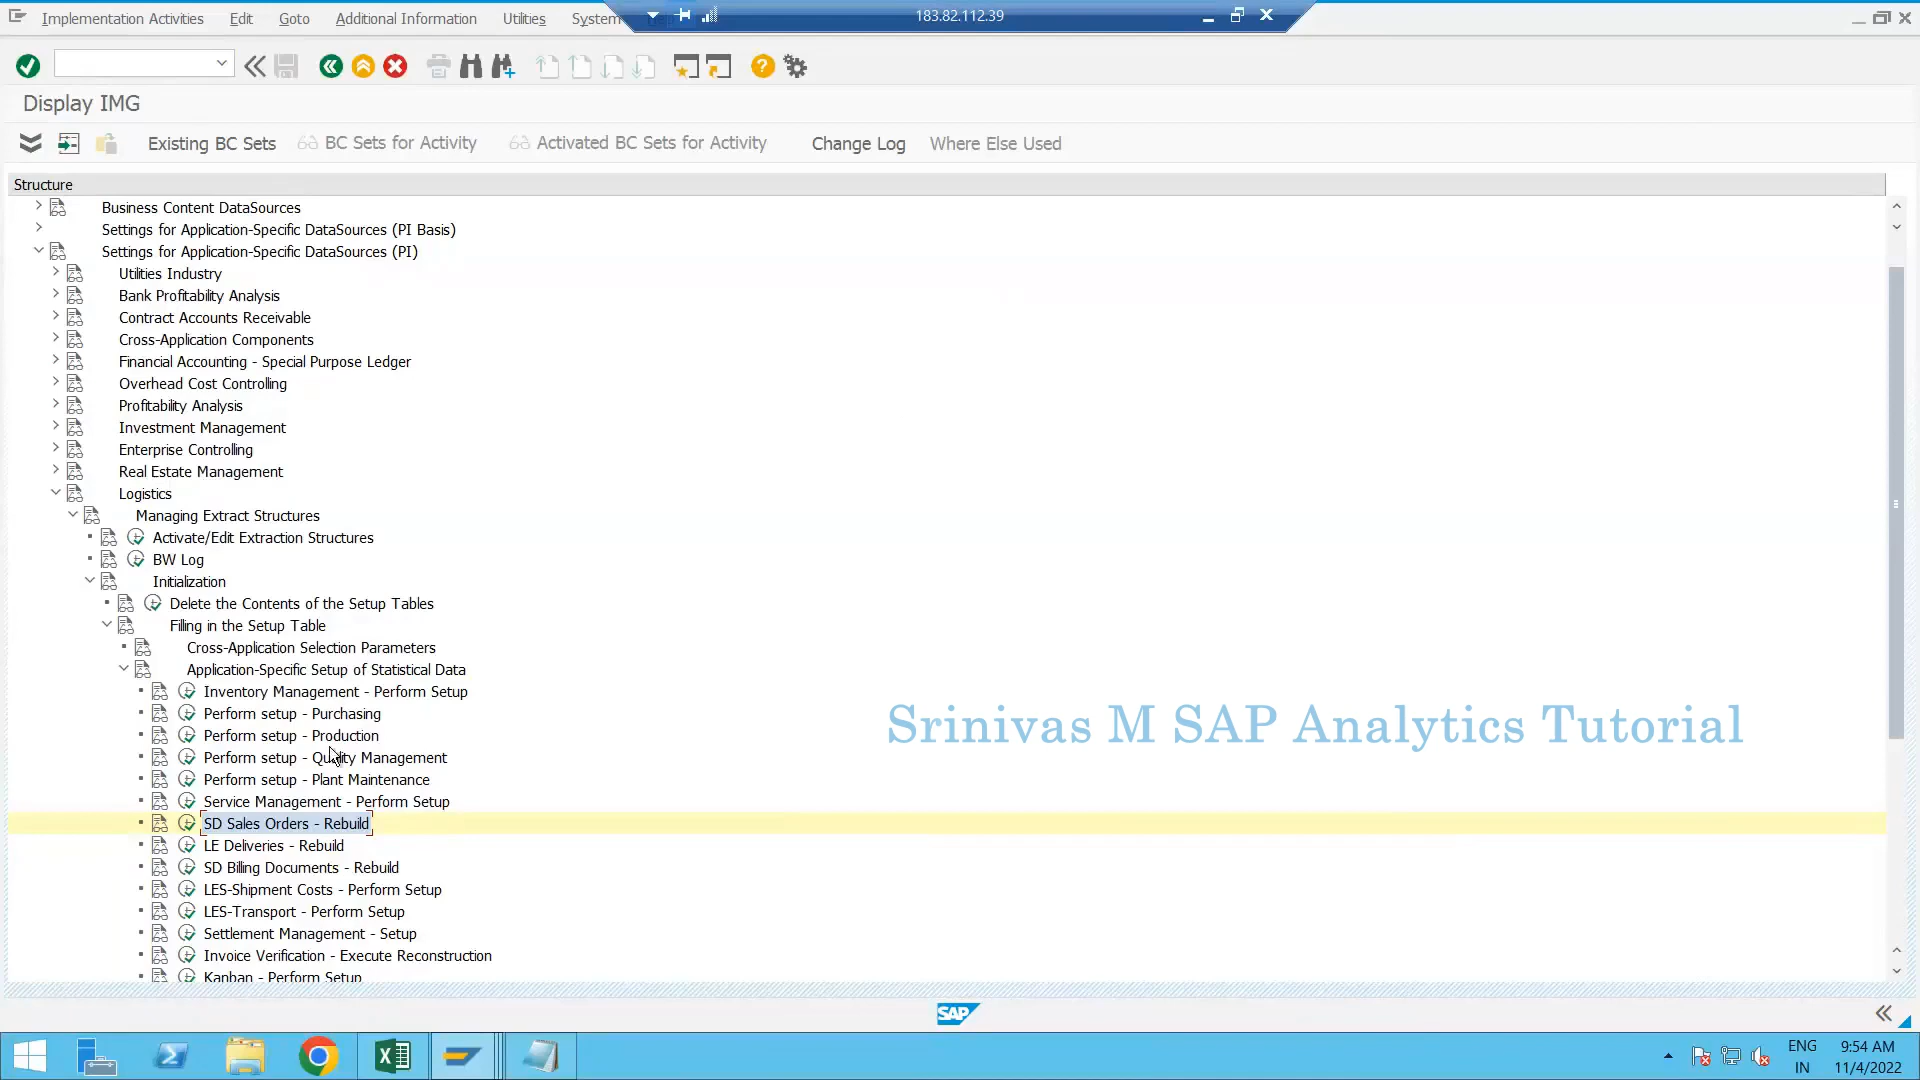 Implementation Activities Edit Goto Additional Information Utilities System
183.82.112.39
Display IMG
Existing BC Sets BC Sets for Activity Activated BC Sets for Activity Change Log Where Else Used
Structure
Business Content DataSources
Settings for Application-Specific DataSources (PI Basis)
Settings for Application-Specific DataSources (PI)
Utilities Industry
Bank Profitability Analysis
Contract Accounts Receivable
Cross-Application Components
Financial Accounting - Special Purpose Ledger
Overhead Cost Controlling
Profitability Analysis
Investment Management
Enterprise Controlling
Real Estate Management
Logistics
Managing Extract Structures
Activate/Edit Extraction Structures
BW Log
Initialization
Delete the Contents of the Setup Tables
Filling in the Setup Table
Cross-Application Selection Parameters
Application-Specific Setup of Statistical Data
Inventory Management - Perform Setup
Perform setup - Purchasing
Perform setup - Production
Perform setup - Quality Management
Perform setup - Plant Maintenance
Service Management - Perform Setup
SD Sales Orders - Rebuild
LE Deliveries - Rebuild
SD Billing Documents - Rebuild
LES-Shipment Costs - Perform Setup
LES-Transport - Perform Setup
Settlement Management - Setup
Invoice Verification - Execute Reconstruction
Kanban - Perform Setup
Srinivas M SAP Analytics Tutorial
SAP
ENG
IN
9:54 AM
11/4/2022